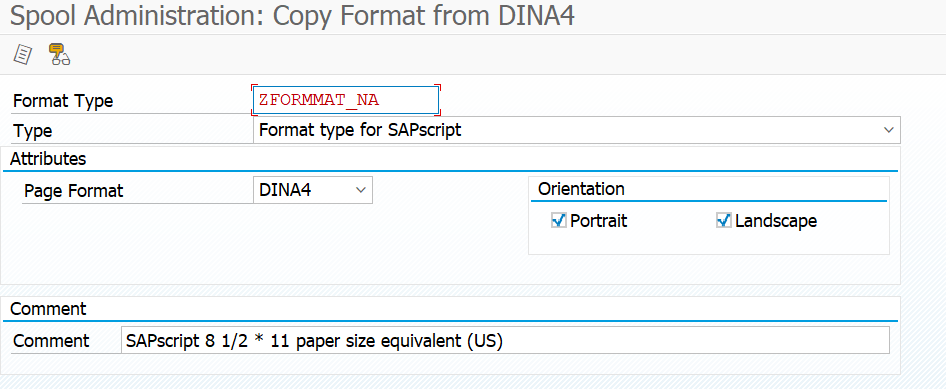 Spool Administration: Copy Format from DINA4
Format Type ZFORMMAT_NA
Type Format type for SAPscript
Attributes
Page Format DINA4
Orientation
Portrait Landscape
Comment
Comment SAPscript 8 1/2 * 11 paper size equivalent (US)